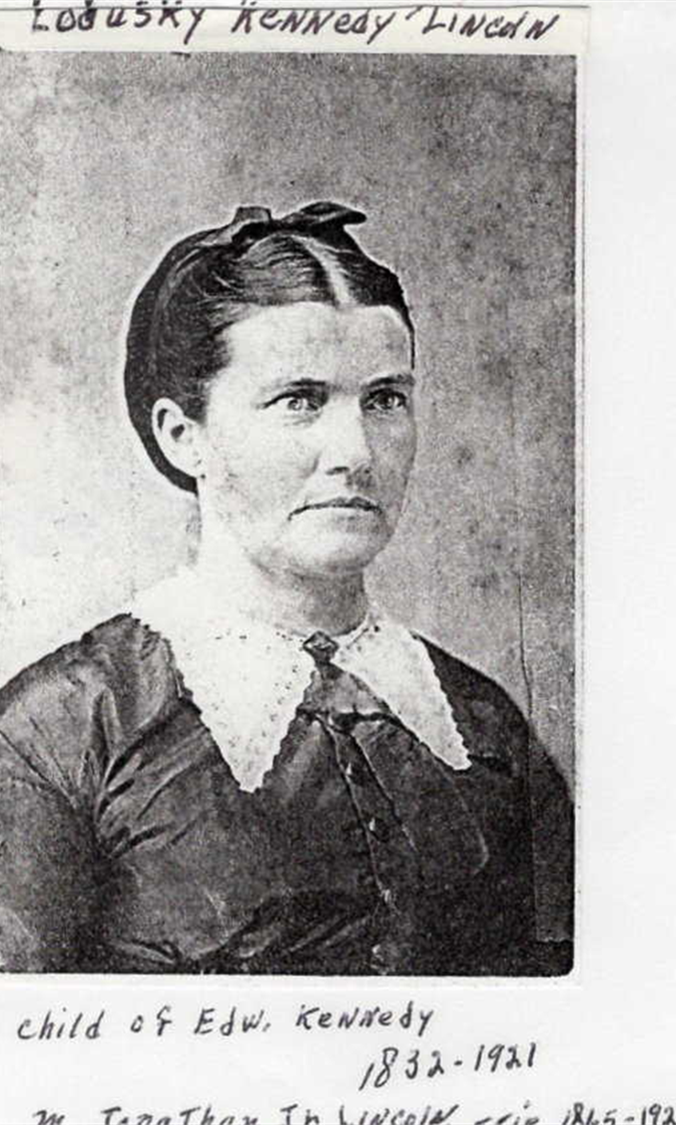 Lodusky Kennedy Lincoln
child of Edw. Kennedy
1832-1921
m. Jonathan Jr Lincoln